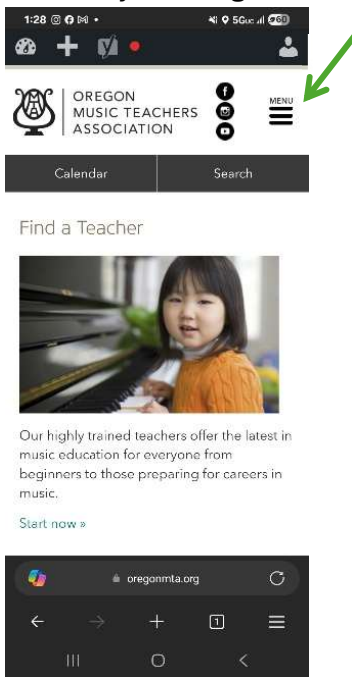 1:28
5Guc
60
OREGON
MUSIC TEACHERS
ASSOCIATION
MENU
Calendar
Search
Find a Teacher
Our highly trained teachers offer the latest in
music education for everyone from
beginners to those preparing for careers in
music.
Start now »
oregonmta.org
1